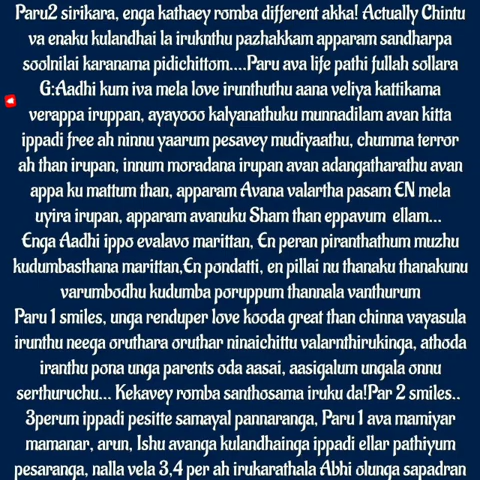 Paru2 sirikara, enga kathaey romba different akka! Actually Chintu
va enaku kulandhai la iruknthu pazhakkam apparam sandharpa
soolnilai karanama pidichittom....Paru ava life pathi fullah sollara
G:Aadhi kum iva mela love irunthuthu aana veliya kattikama
verappa iruppan, ayayooo kalyanathuku munnadilam avan kitta
ippadi free ah ninnu yaarum pesavey mudiyaathu, chumma terror
ah than irupan, innum moradana irupan avan adangatharathu avan
appa ku mattum than, apparam Avana valartha pasam EN mela
uyira irupan, apparam avanuku Sham than eppavum ellam...
Enga Aadhi ippo evalavo marittan, En peran piranthathum muzhu
kudumbasthana marittan,En pondatti, en pillai nu thanaku thanakunu
varumbodhu kudumba poruppum thannala vanthurum
Paru 1 smiles, unga renduper love kooda great than chinna vayasula
irunthu neega oruthara oruthar ninaichittu valarnthirukinga, athoda
iranthu pona unga parents oda aasai, aasigalum ungala onnu
serthuruchu... Kekavey romba santhosama iruku da!Par 2 smiles..
3perum ippadi pesitte samayal pannaranga, Paru 1 ava mamiyar
mamanar, arun, Ishu avanga kulandhainga ippadi ellar pathiyum
pesaranga, nalla vela 3,4 per ah irukarathala Abhi olunga sapadran